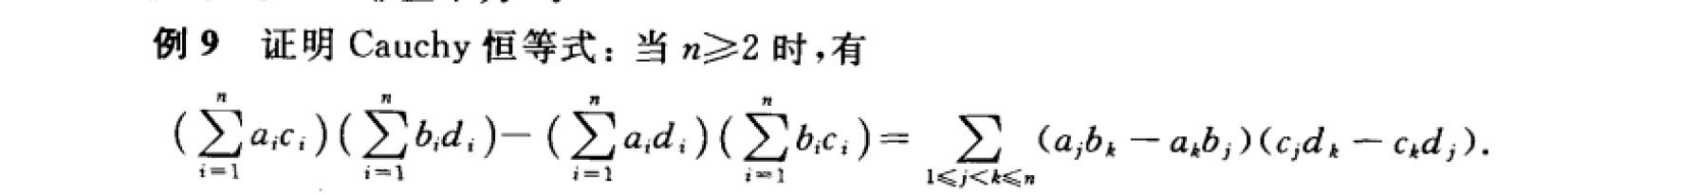 例 9 证明 Cauchy 恒等式：当 n≥2 时,有
(∑_{i=1}^{n} a_i c_i)(∑_{i=1}^{n} b_i d_i) − (∑_{i=1}^{n} a_i d_i)(∑_{i=1}^{n} b_i c_i) = ∑_{1≤j<k≤n} (a_j b_k − a_k b_j)(c_j d_k − c_k d_j).